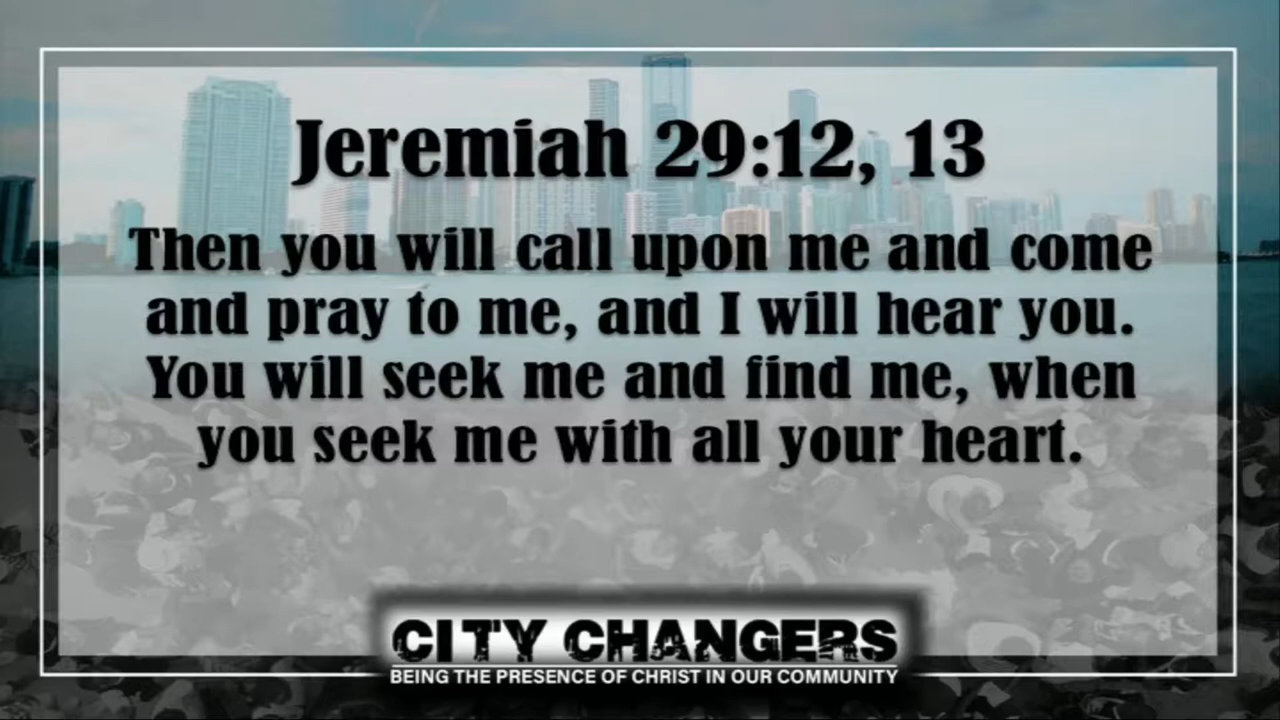 Jeremiah 29:12, 13
Then you will call upon me and come
and pray to me, and I will hear you.
You will seek me and find me, when
you seek me with all your heart.
CITY CHANGERS
BEING THE PRESENCE OF CHRIST IN OUR COMMUNITY